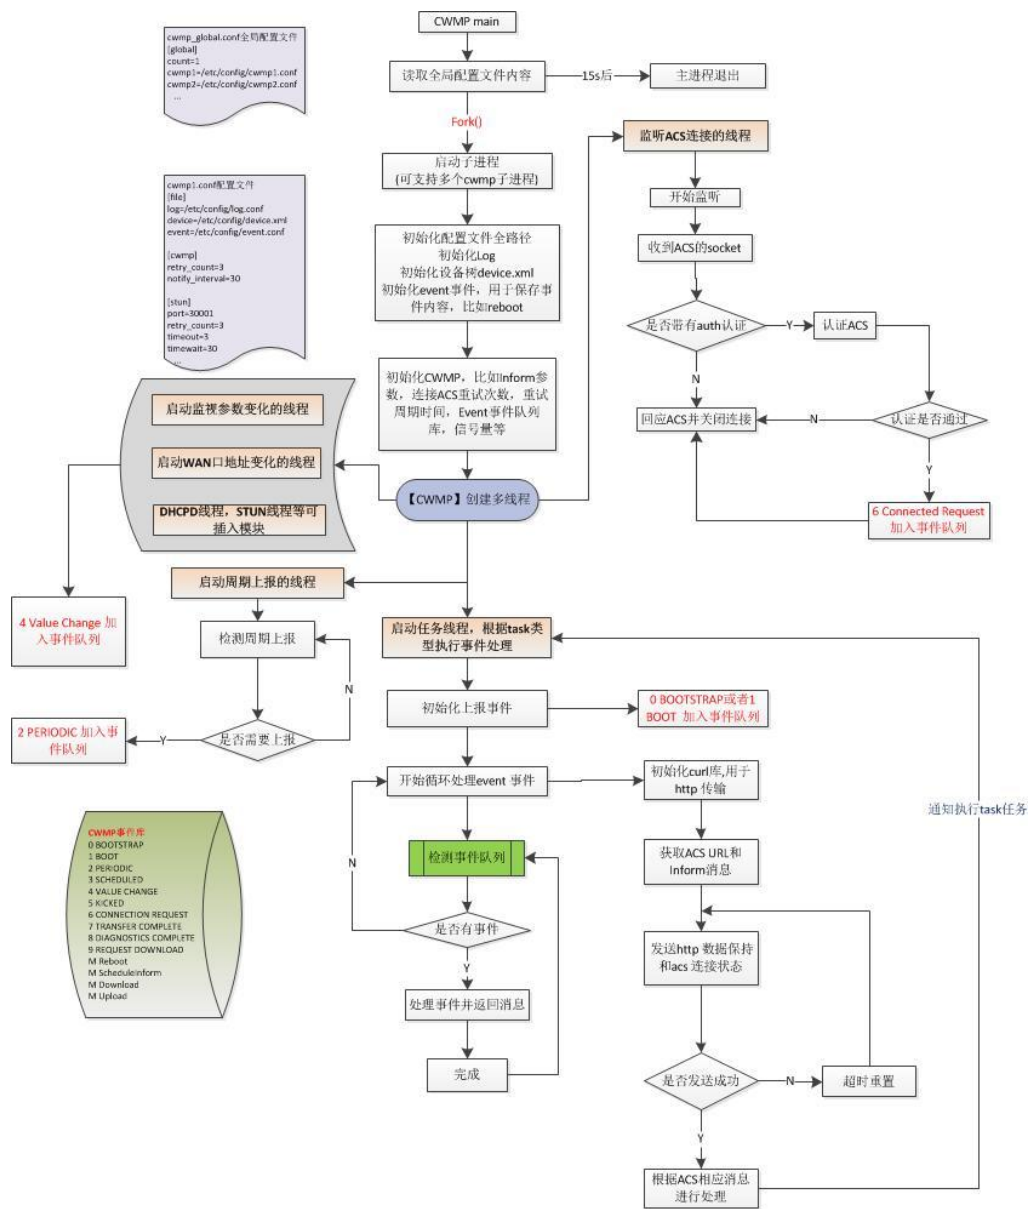 CWMP main
cwmp_global.conf全局配置文件
[global]
count=1
cwmp1=/etc/config/cwmp1.conf
cwmp2=/etc/config/cwmp2.conf
...
读取全局配置文件内容
15s后
主进程退出
Fork()
启动子进程
(可支持多个cwmp子进程)
监听ACS连接的线程
开始监听
收到ACS的socket
是否带有auth认证
Y
认证ACS
N
回应ACS并关闭连接
N
认证是否通过
Y
6 Connected Request
加入事件队列
cwmp1.conf配置文件
[file]
log=/etc/config/log.conf
device=/etc/config/device.xml
event=/etc/config/event.conf
[cwmp]
retry_count=3
notify_interval=30
[stun]
port=30001
retry_count=3
timeout=3
timewait=30
...
初始化配置文件全路径
初始化Log
初始化设备树device.xml
初始化event事件，用于保存事
件内容，比如reboot
初始化CWMP，比如Inform参
数，连接ACS重试次数，重试
周期时间，Event事件队列
库，信号量等
【CWMP】创建多线程
启动监视参数变化的线程
启动WAN口地址变化的线程
DHCPD线程，STUN线程等可
插入模块
4 Value Change 加
入事件队列
启动周期上报的线程
检测周期上报
N
是否需要上报
Y
2 PERIODIC 加入事
件队列
启动任务线程，根据task类
型执行事件处理
初始化上报事件
0 BOOTSTRAP或者1
BOOT 加入事件队列
开始循环处理event 事件
初始化curl库,用于
http 传输
通知执行task任务
检测事件队列
N
获取ACS URL和
Inform消息
是否有事件
Y
发送http 数据保持
和acs 连接状态
处理事件并返回消息
完成
是否发送成功
N
超时重置
Y
根据ACS相应消息
进行处理
CWMP事件库
0 BOOTSTRAP
1 BOOT
2 PERIODIC
3 SCHEDULED
4 VALUE CHANGE
5 KICKED
6 CONNECTION REQUEST
7 TRANSFER COMPLETE
8 DIAGNOSTICS COMPLETE
9 REQUEST DOWNLOAD
M Reboot
M ScheduleInform
M Download
M Upload